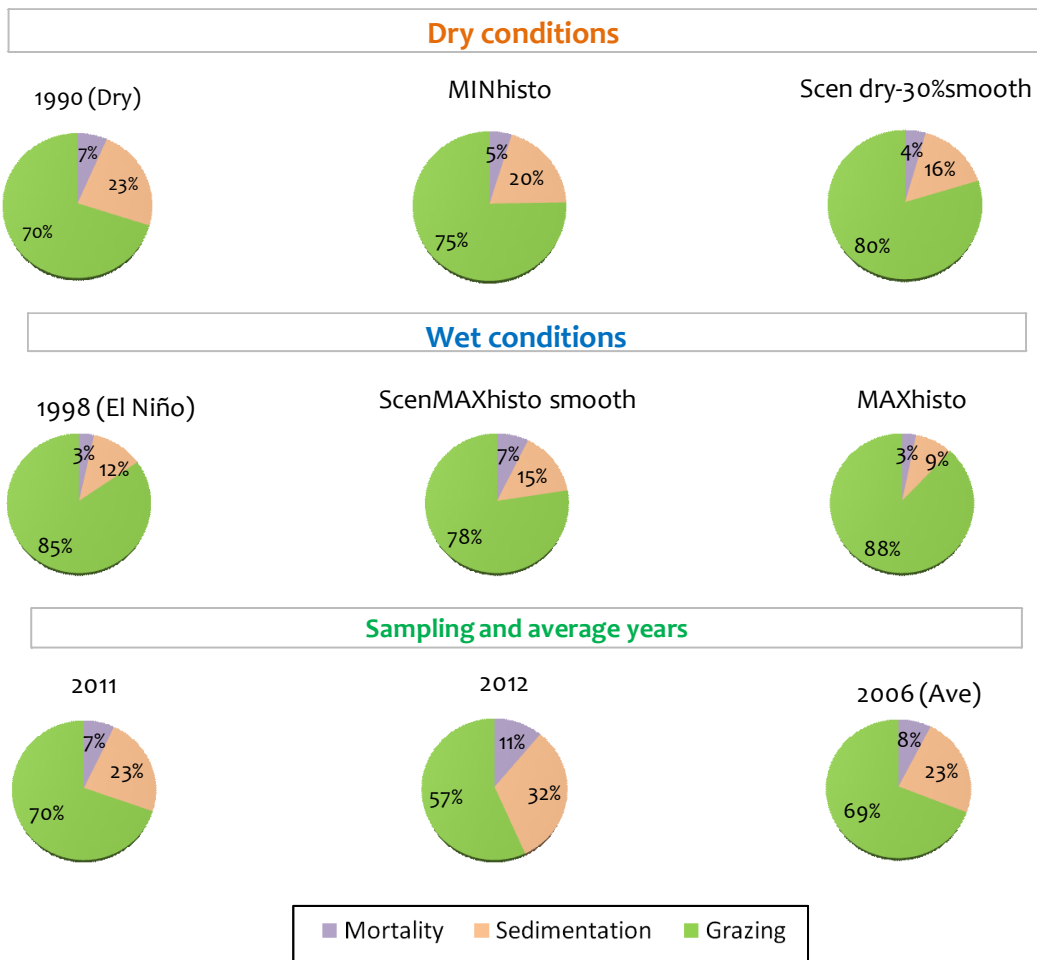 Dry conditions
1990 (Dry)
MINhisto
Scen dry-30%smooth
7%
23%
70%
5%
20%
75%
4%
16%
80%
Wet conditions
1998 (El Niño)
ScenMAXhisto smooth
MAXhisto
3%
12%
85%
7%
15%
78%
3%
9%
88%
Sampling and average years
2011
2012
2006 (Ave)
7%
23%
70%
11%
32%
57%
8%
23%
69%
Mortality
Sedimentation
Grazing